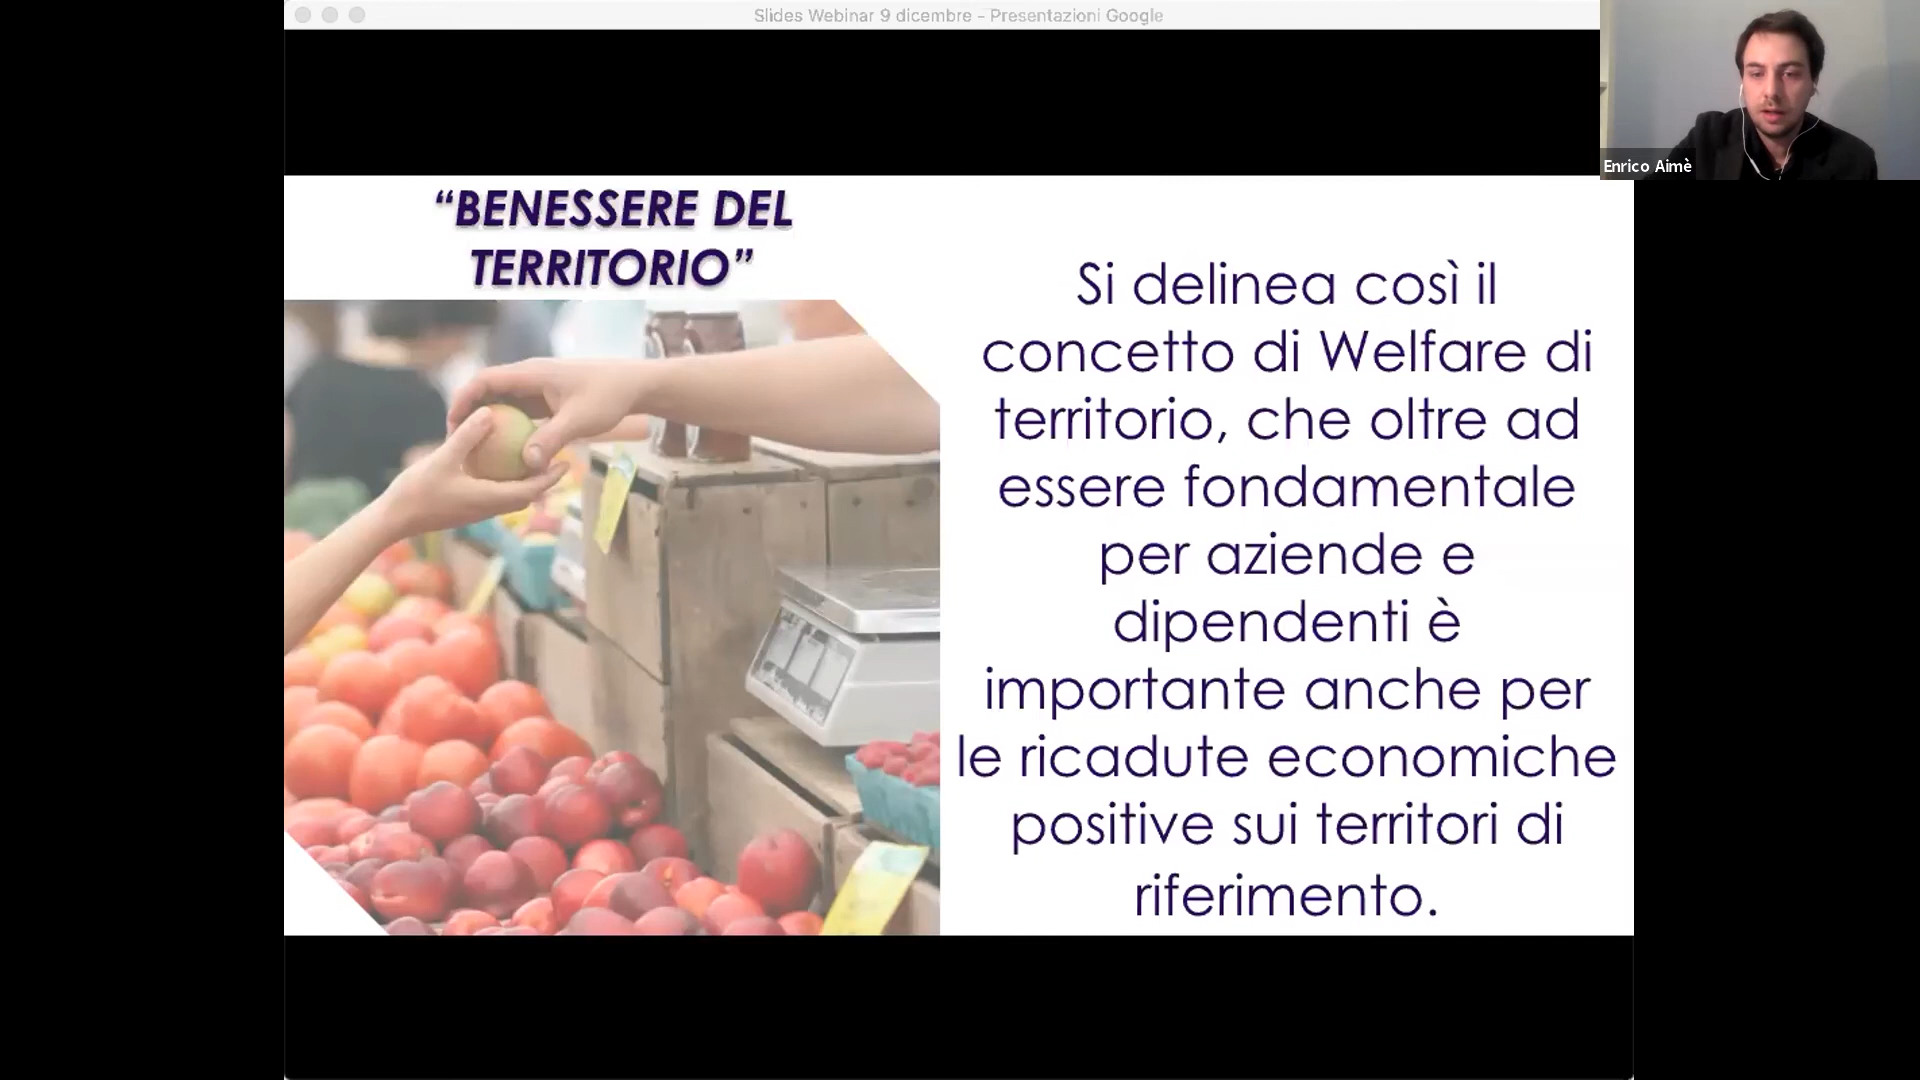 Slides Webinar 9 dicembre - Presentazioni Google
Enrico Aimè
“BENESSERE DEL
TERRITORIO”
Si delinea così il
concetto di Welfare di
territorio, che oltre ad
essere fondamentale
per aziende e
dipendenti è
importante anche per
le ricadute economiche
positive sui territori di
riferimento.